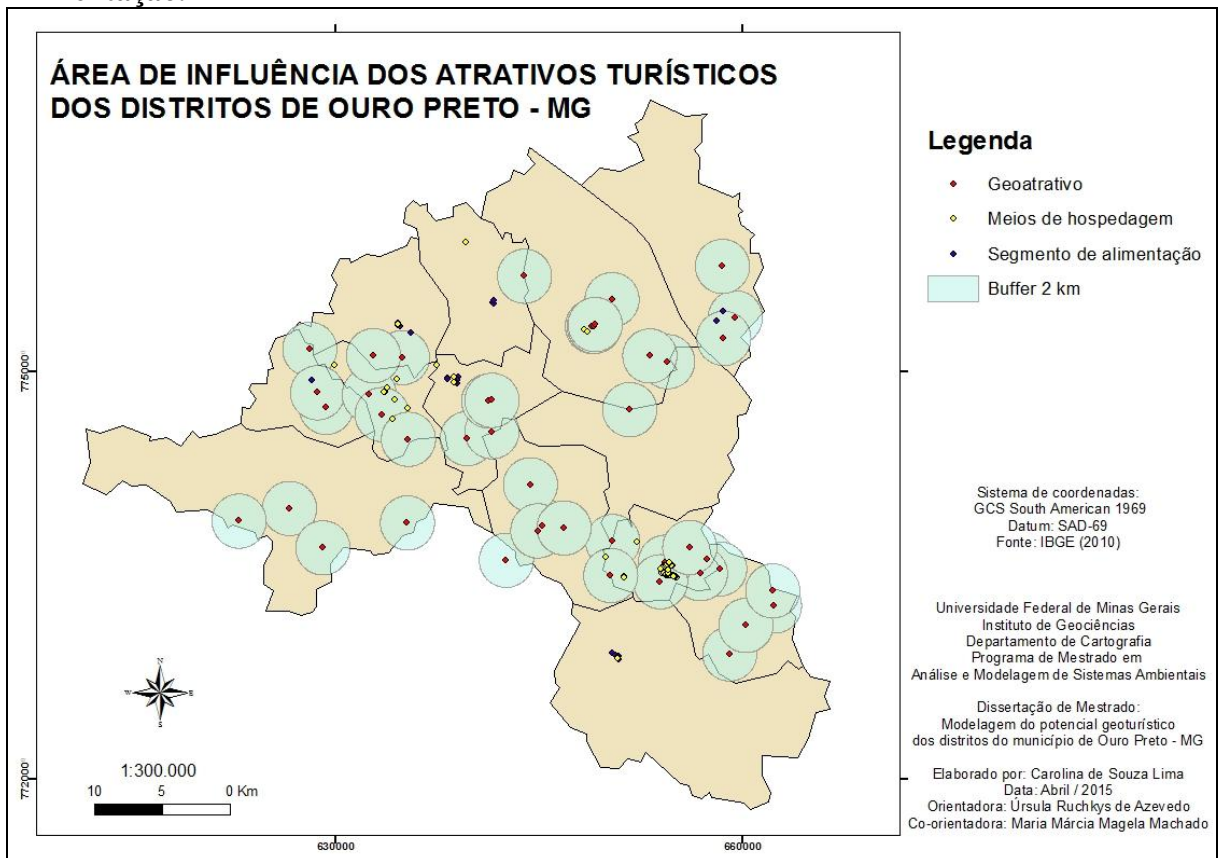 ÁREA DE INFLUÊNCIA DOS ATRATIVOS TURÍSTICOS
DOS DISTRITOS DE OURO PRETO - MG
Legenda
Geoatrativo
Meios de hospedagem
Segmento de alimentação
Buffer 2 km
Sistema de coordenadas:
GCS South American 1969
Datum: SAD-69
Fonte: IBGE (2010)
Universidade Federal de Minas Gerais
Instituto de Geociências
Departamento de Cartografia
Programa de Mestrado em
Análise e Modelagem de Sistemas Ambientais
Dissertação de Mestrado:
Modelagem do potencial geoturístico
dos distritos do município de Ouro Preto - MG
Elaborado por: Carolina de Souza Lima
Data: Abril / 2015
Orientadora: Úrsula Ruchkys de Azevedo
Co-orientadora: Maria Márcia Magela Machado
N
W
E
S
1:300.000
10 5 0 Km
630000
660000